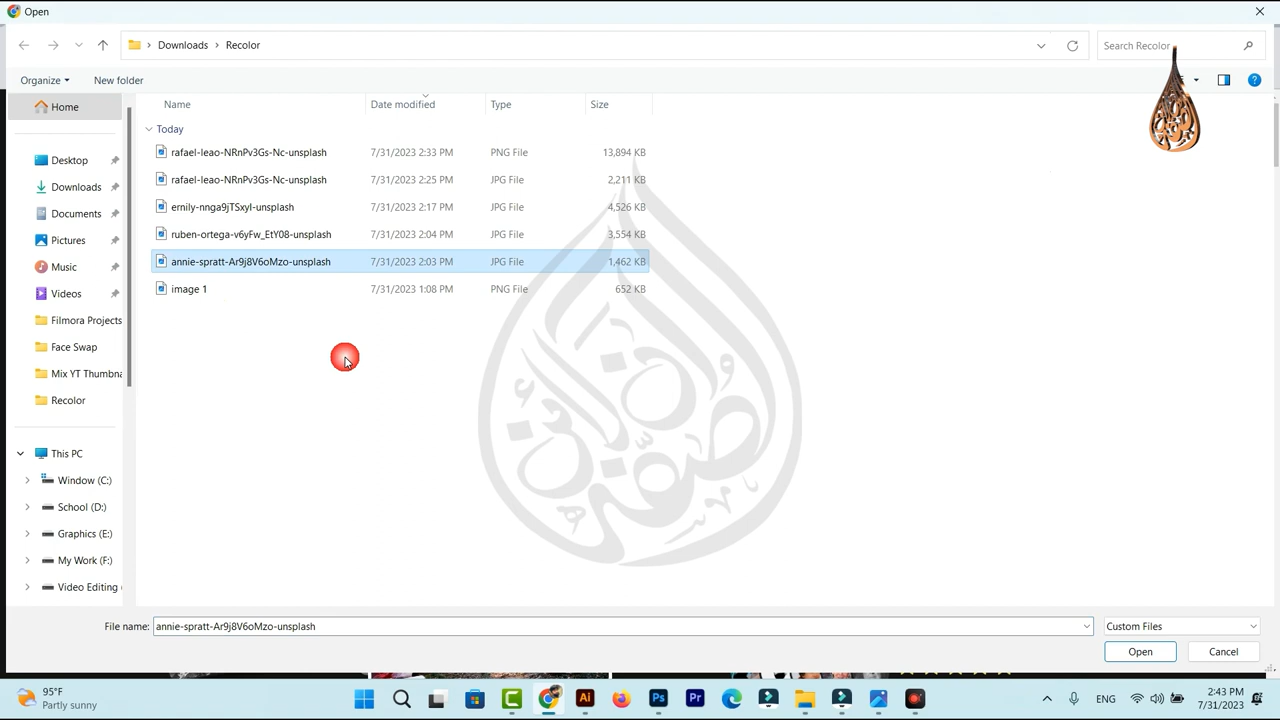 Open
Downloads
Recolor
Search Recolor
Organize
New folder
Name
Date modified
Type
Size
Home
Desktop
Downloads
Documents
Pictures
Music
Videos
Filmora Projects
Face Swap
Mix YT Thumbna
Recolor
This PC
Window (C:)
School (D:)
Graphics (E:)
My Work (F:)
Video Editing
Today
rafael-leao-NRnPv3Gs-Nc-unsplash 7/31/2023 2:33 PM PNG File 13,894 KB
rafael-leao-NRnPv3Gs-Nc-unsplash 7/31/2023 2:25 PM JPG File 2,211 KB
ernily-nnga9jTSxyI-unsplash 7/31/2023 2:17 PM JPG File 4,526 KB
ruben-ortega-v6yFw_EtY08-unsplash 7/31/2023 2:04 PM JPG File 3,554 KB
annie-spratt-Ar9j8V6oMzo-unsplash 7/31/2023 2:03 PM JPG File 1,462 KB
image 1 7/31/2023 1:08 PM PNG File 652 KB
File name: annie-spratt-Ar9j8V6oMzo-unsplash
Custom Files
Open
Cancel
95°F
Partly sunny
Ai
Ps
Pr
ENG
2:43 PM
7/31/2023